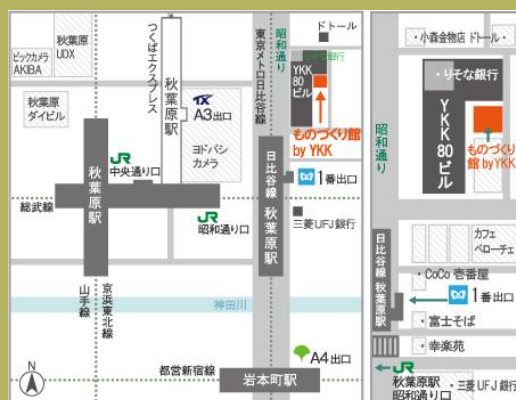 ドトール
りそな銀行
YKK
80
ビル
ものづくり館
by YKK
東京メトロ日比谷線
昭和通り
つくばエクスプレス
秋葉原駅
秋葉原
UDX
ビックカメラ
AKIBA
秋葉原
ダイビル
TX
A3出口
ヨドバシ
カメラ
JR
中央通り口
秋葉原駅
総武線
JR
昭和通り口
日比谷線 秋葉原駅
1番出口
三菱UFJ銀行
山手線
京浜東北線
神田川
N
都営新宿線
A4出口
岩本町駅
・小森金物店
ドトール・
・りそな銀行
YKK80ビル
ものづくり
館 by YKK
昭和通り
カフェ
ベローチェ
日比谷線 秋葉原駅
・CoCo 壱番屋
1番出口
・富士そば
・幸楽苑
JR
秋葉原駅
昭和通り口
・三菱UFJ銀行